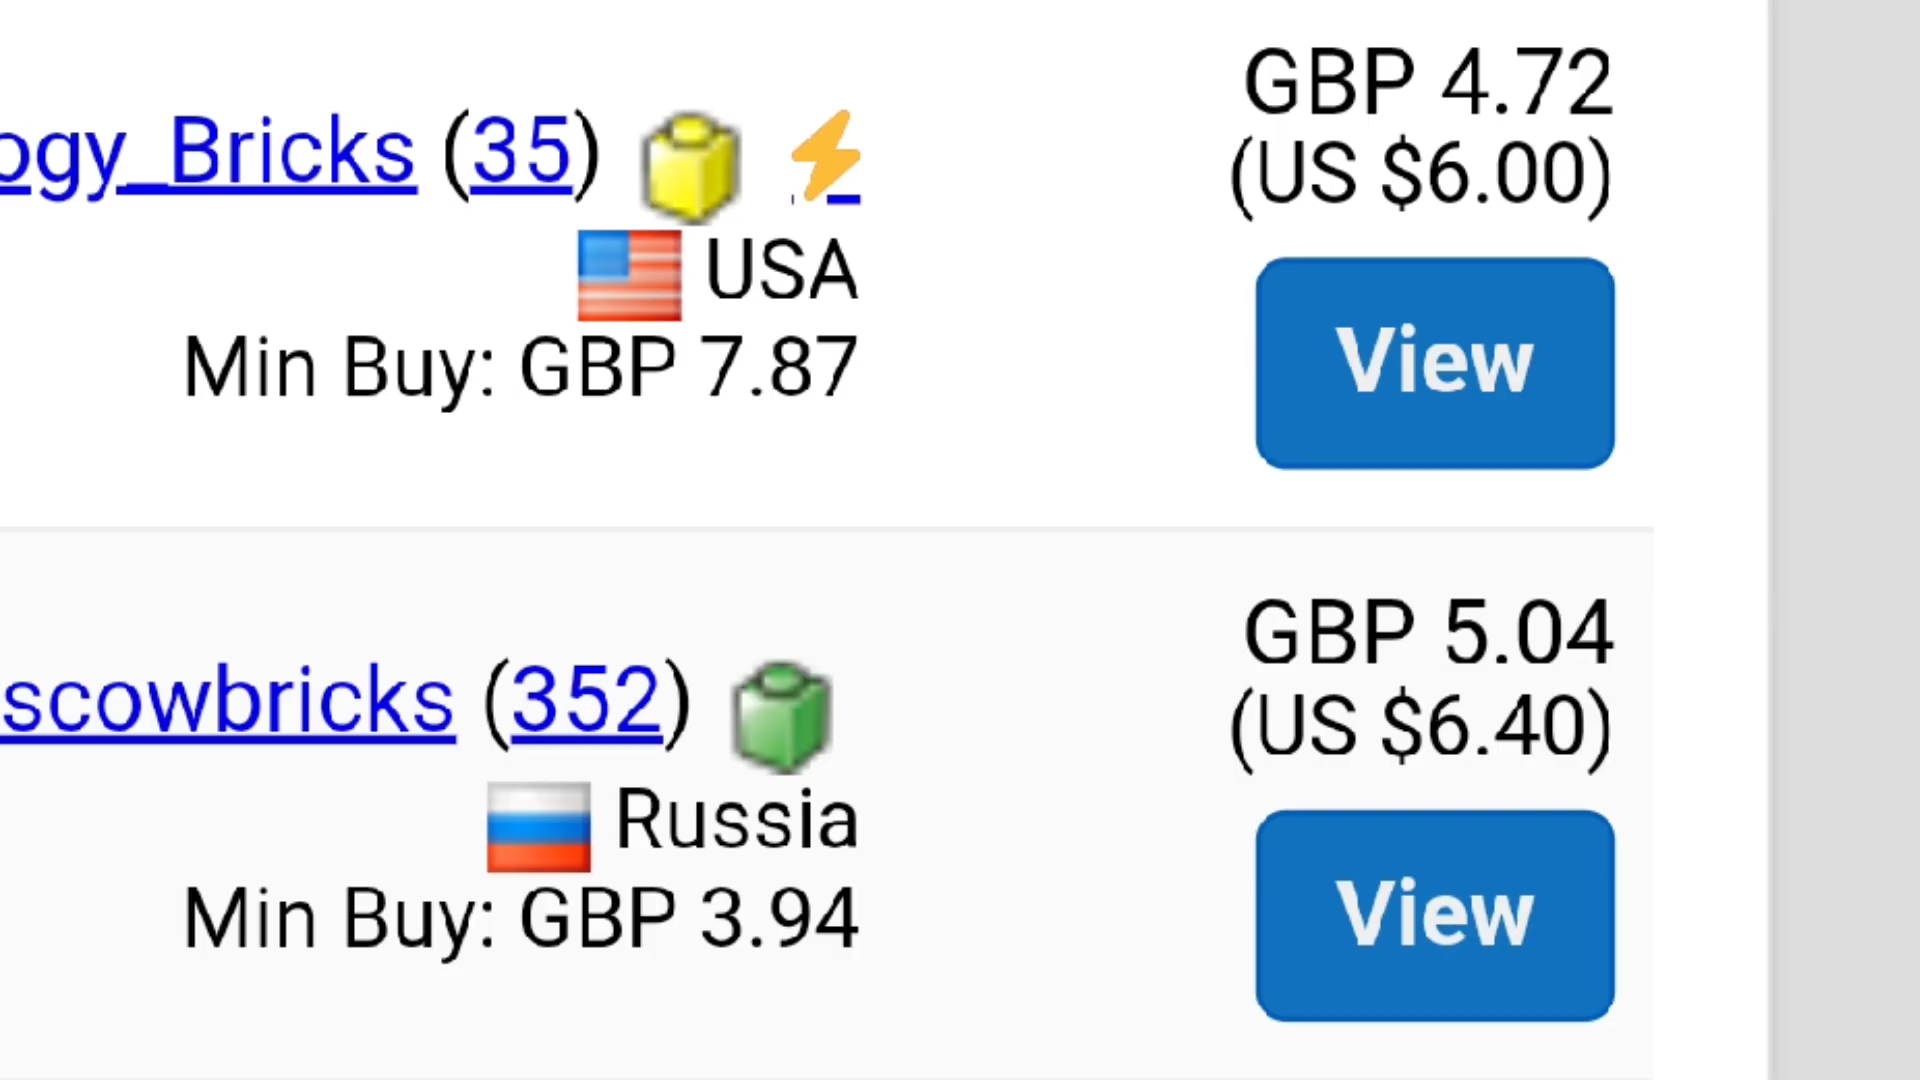 ogy_Bricks (35)
USA
Min Buy: GBP 7.87
GBP 4.72
(US $6.00)
View
scowbricks (352)
Russia
Min Buy: GBP 3.94
GBP 5.04
(US $6.40)
View